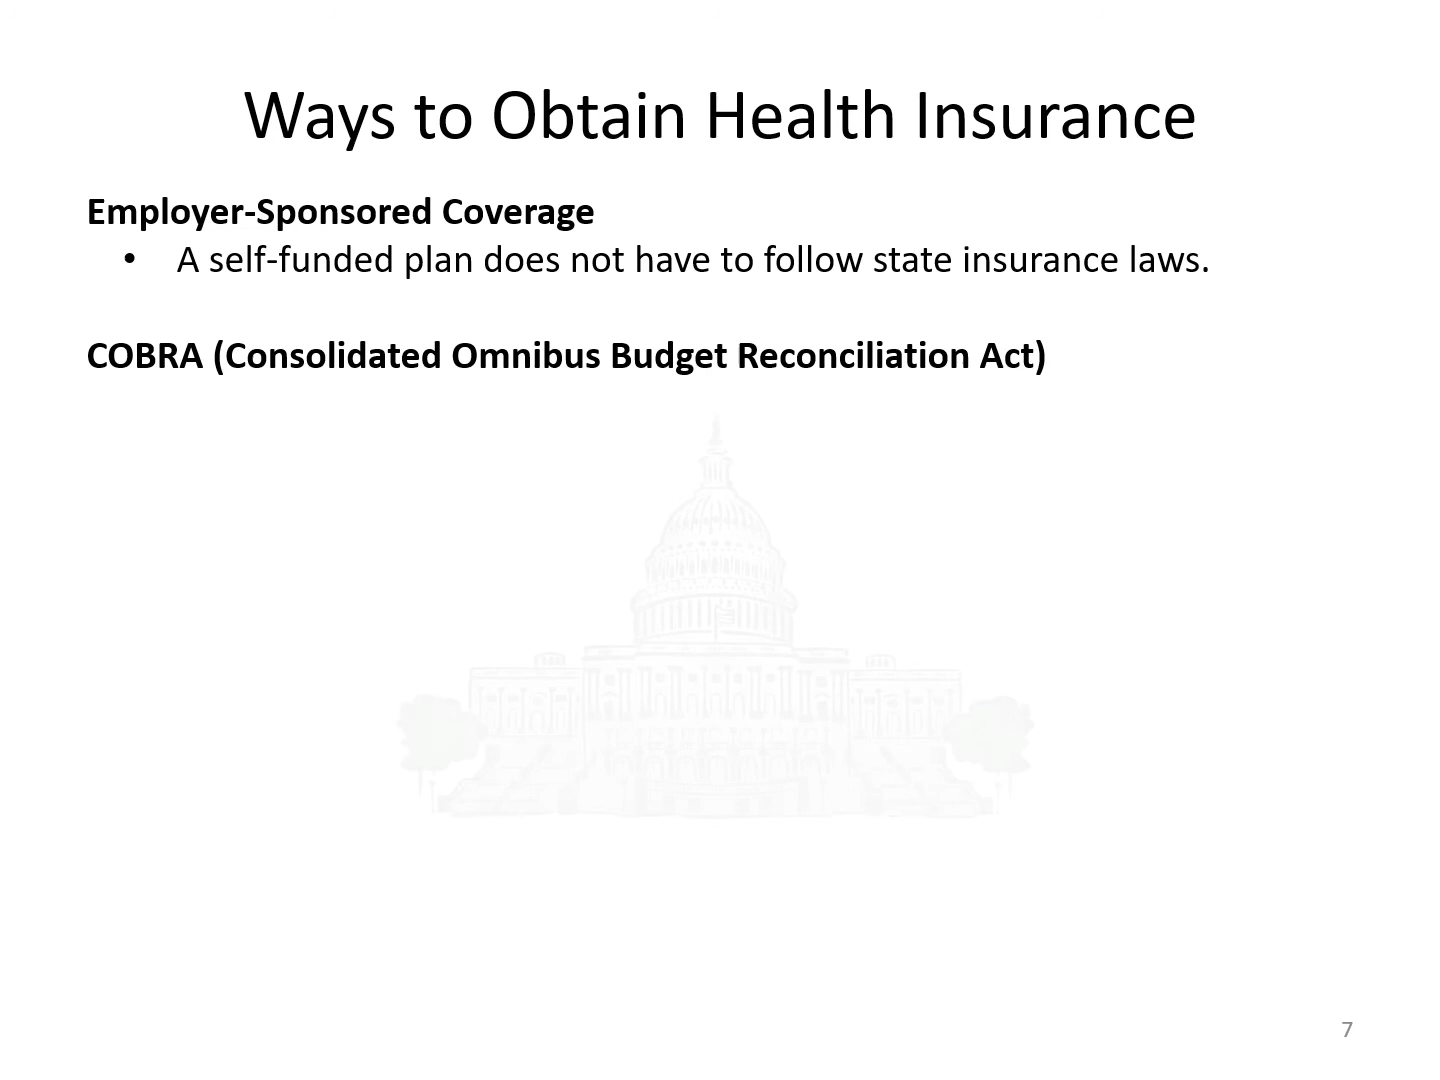 Ways to Obtain Health Insurance
Employer-Sponsored Coverage
• A self-funded plan does not have to follow state insurance laws.
COBRA (Consolidated Omnibus Budget Reconciliation Act)
7